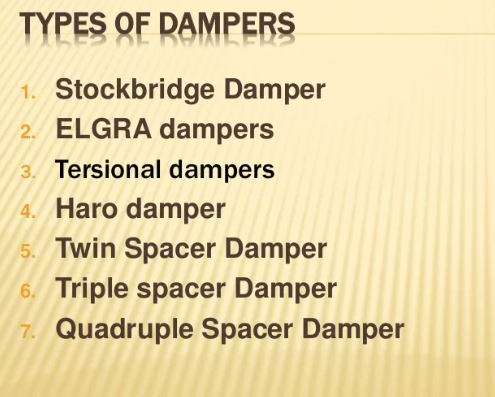 TYPES OF DAMPERS
1. Stockbridge Damper
2. ELGRA dampers
3. Tersional dampers
4. Haro damper
5. Twin Spacer Damper
6. Triple spacer Damper
7. Quadruple Spacer Damper